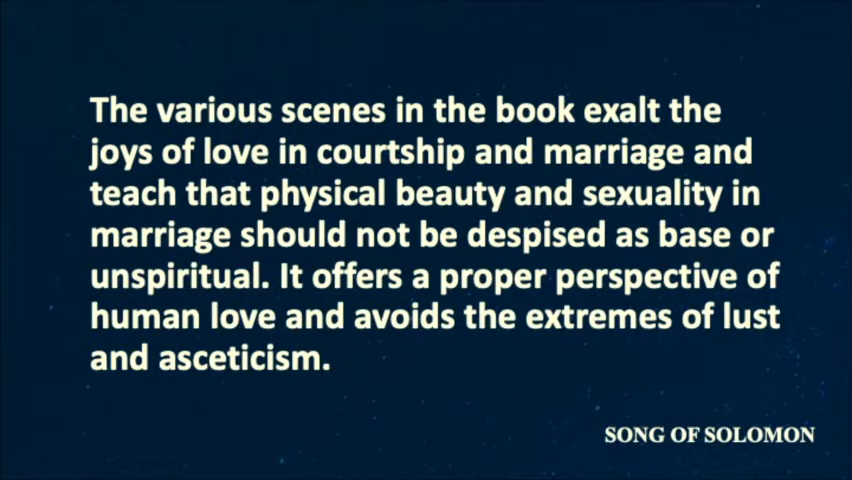 The various scenes in the book exalt the
joys of love in courtship and marriage and
teach that physical beauty and sexuality in
marriage should not be despised as base or
unspiritual. It offers a proper perspective of
human love and avoids the extremes of lust
and asceticism.
SONG OF SOLOMON